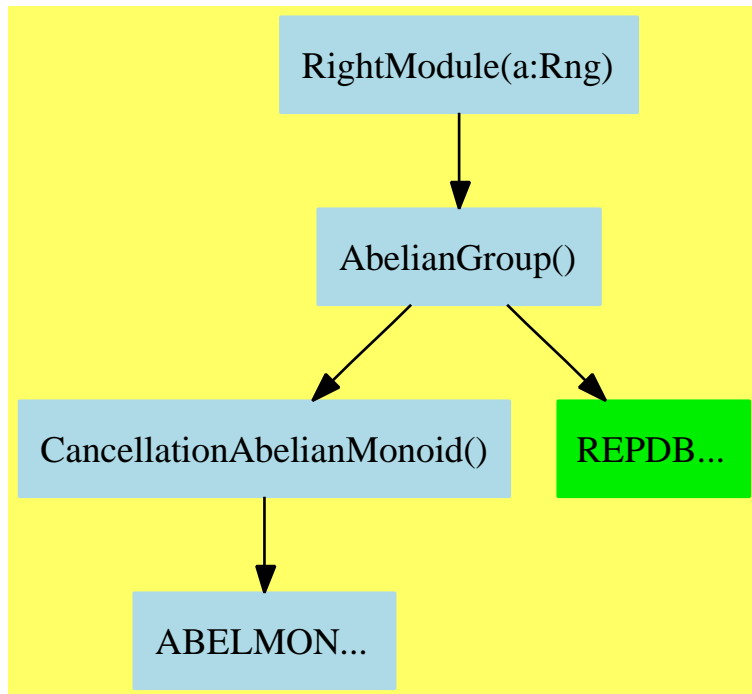 RightModule(a:Rng)
AbelianGroup()
CancellationAbelianMonoid()
REPDB...
ABELMON...